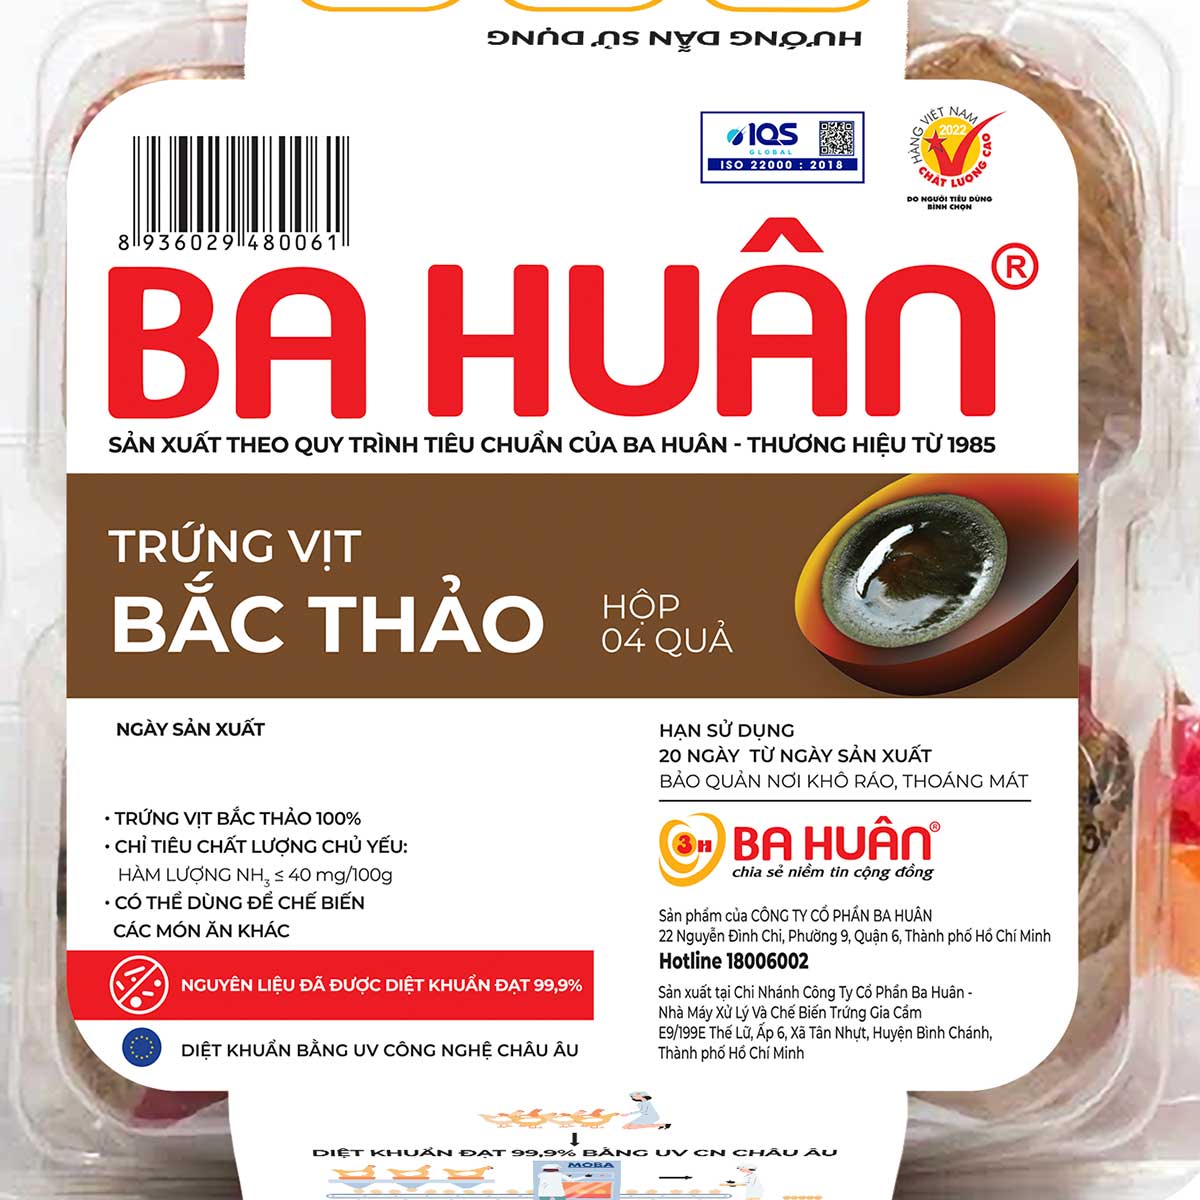 HƯỚNG DẪN SỬ DỤNG
IQS
GLOBAL
ISO 22000 : 2018
HÀNG VIỆT NAM
2022
CHẤT LƯỢNG CAO
DO NGƯỜI TIÊU DÙNG
BÌNH CHỌN
8 936029 480061
BA HUÂN®
SẢN XUẤT THEO QUY TRÌNH TIÊU CHUẨN CỦA BA HUÂN - THƯƠNG HIỆU TỪ 1985
TRỨNG VỊT
BẮC THẢO
HỘP
04 QUẢ
NGÀY SẢN XUẤT
• TRỨNG VỊT BẮC THẢO 100%
• CHỈ TIÊU CHẤT LƯỢNG CHỦ YẾU:
HÀM LƯỢNG NH3 ≤ 40 mg/100g
• CÓ THỂ DÙNG ĐỂ CHẾ BIẾN
CÁC MÓN ĂN KHÁC
NGUYÊN LIỆU ĐÃ ĐƯỢC DIỆT KHUẨN ĐẠT 99,9%
DIỆT KHUẨN BẰNG UV CÔNG NGHỆ CHÂU ÂU
HẠN SỬ DỤNG
20 NGÀY TỪ NGÀY SẢN XUẤT
BẢO QUẢN NƠI KHÔ RÁO, THOÁNG MÁT
3H BA HUÂN®
chia sẻ niềm tin cộng đồng
Sản phẩm của CÔNG TY CỔ PHẦN BA HUÂN
22 Nguyễn Đình Chi, Phường 9, Quận 6, Thành phố Hồ Chí Minh
Hotline 18006002
Sản xuất tại Chi Nhánh Công Ty Cổ Phần Ba Huân -
Nhà Máy Xử Lý Và Chế Biến Trứng Gia Cầm
E9/199E Thế Lữ, Ấp 6, Xã Tân Nhựt, Huyện Bình Chánh,
Thành phố Hồ Chí Minh
DIỆT KHUẨN ĐẠT 99,9% BẰNG UV CN CHÂU ÂU
MOBA